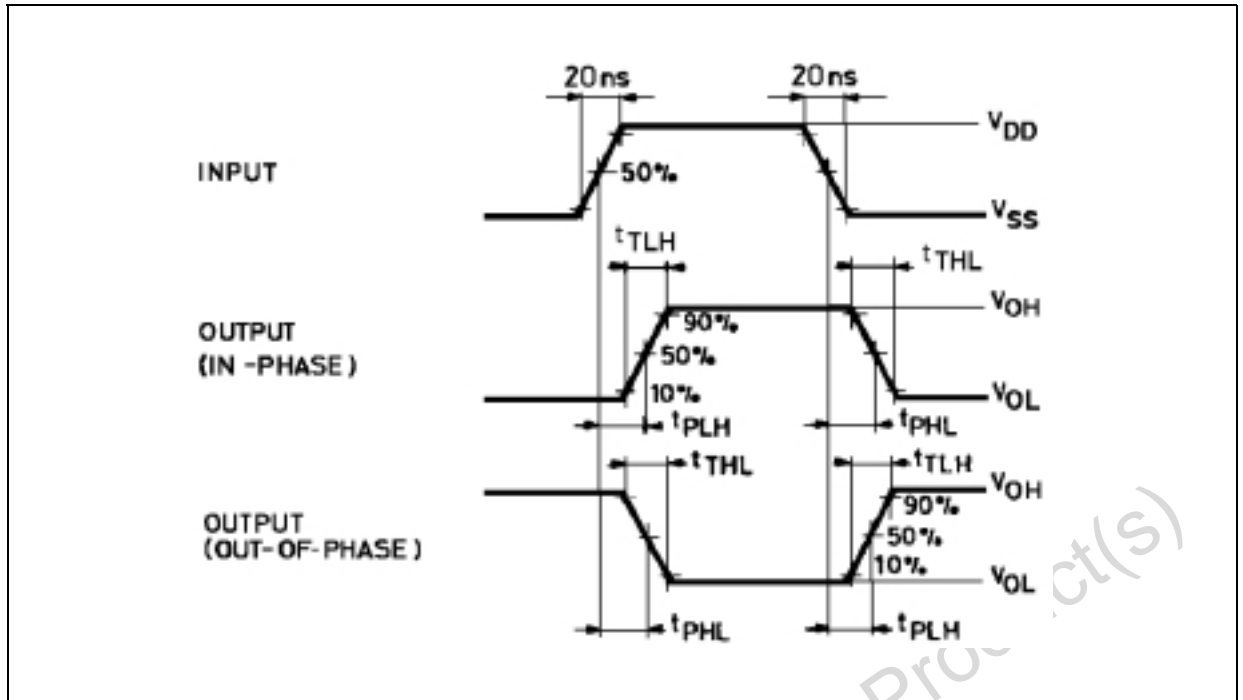 20ns 20ns
VDD
INPUT
50%
VSS
tTLH
tTHL
VOH
OUTPUT
(IN-PHASE)
90%
50%
10%
VOL
tPLH tPHL
tTHL tTLH
VOH
OUTPUT
(OUT-OF-PHASE)
90%
50%
10%
VOL
tPHL tPLH